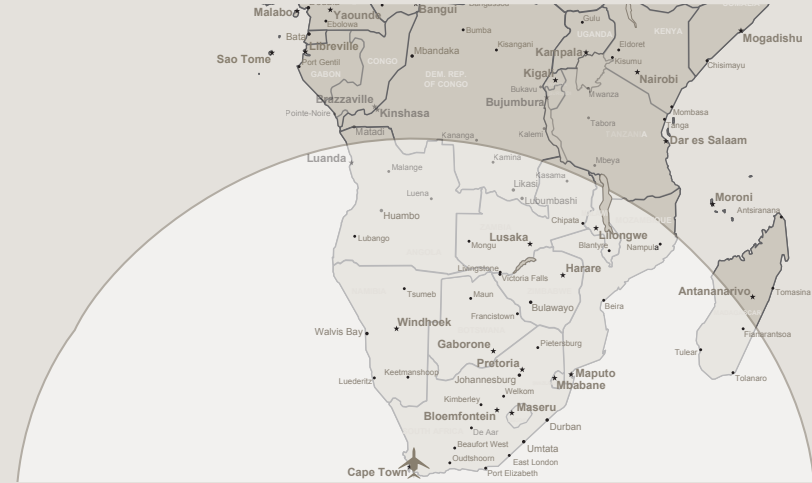 Malabo
Yaounde
Bangui
Ebolowa
Bata
Bumba
Gulu
UGANDA
KENYA
Mogadishu
Libreville
Mbandaka
Kisangani
Kampala
Eldoret
Sao Tome
Port Gentil
CONGO
Kisumu
Chisimayu
GABON
DEM. REP.
OF CONGO
Kigali
Nairobi
Brazzaville
Bukavu
Bujumbura
Mwanza
Pointe-Noire
Kinshasa
Mombasa
Matadi
Kananga
Kalemi
Tabora
Tanga
TANZANIA
Dar es Salaam
Luanda
Malange
Kamina
Mbeya
Kasama
Likasi
Luena
Lubumbashi
Moroni
Huambo
Chipata
Antsiranana
Lubango
Mongu
Lusaka
Lilongwe
Blantyre
Nampula
Livingstone
Victoria Falls
Harare
Tsumeb
Maun
Antananarivo
Tomasina
Francistown
Bulawayo
Beira
Walvis Bay
Windhoek
Gaborone
Pietersburg
Fianarantsoa
Tulear
Luederitz
Keetmanshoop
Pretoria
Johannesburg
Maputo
Mbabane
Tolanaro
Kimberley
Welkom
Bloemfontein
Maseru
De Aar
Durban
Beaufort West
Umtata
Oudtshoorn
East London
Cape Town
Port Elizabeth